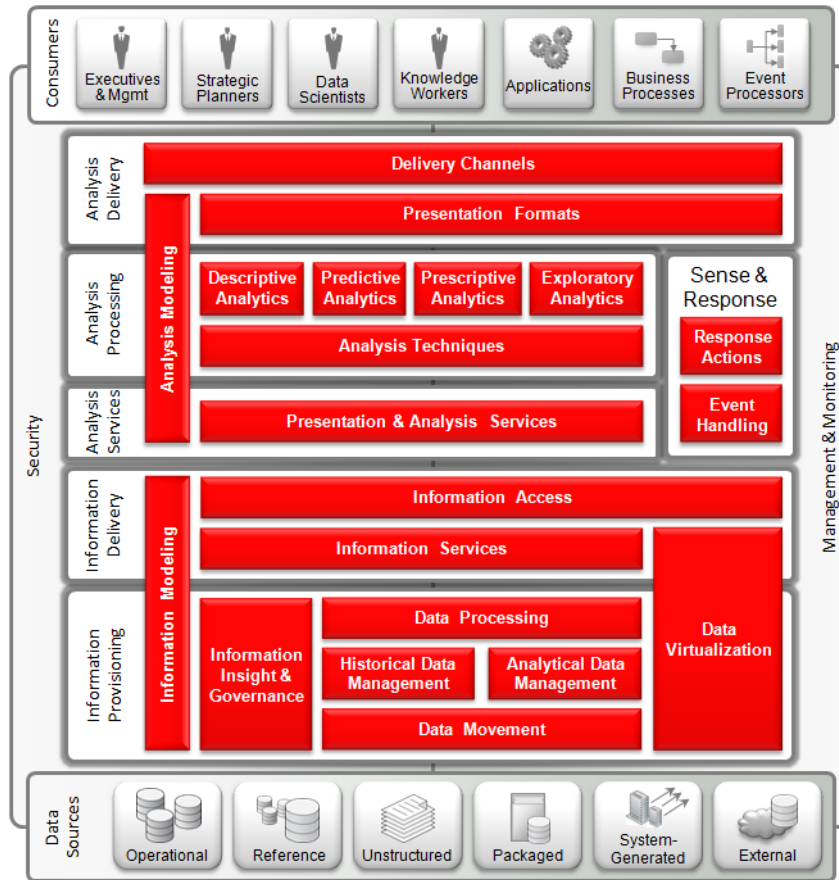 Consumers
Executives
& Mgmt
Strategic
Planners
Data
Scientists
Knowledge
Workers
Applications
Business
Processes
Event
Processors
Security
Management & Monitoring
Analysis
Delivery
Delivery Channels
Presentation Formats
Analysis Modeling
Analysis
Processing
Descriptive
Analytics
Predictive
Analytics
Prescriptive
Analytics
Exploratory
Analytics
Analysis Techniques
Sense &
Response
Response
Actions
Event
Handling
Analysis
Services
Presentation & Analysis Services
Information
Delivery
Information Modeling
Information Access
Information Services
Data
Virtualization
Information
Provisioning
Information
Insight &
Governance
Data Processing
Historical Data
Management
Analytical Data
Management
Data Movement
Data
Sources
Operational
Reference
Unstructured
Packaged
System-
Generated
External